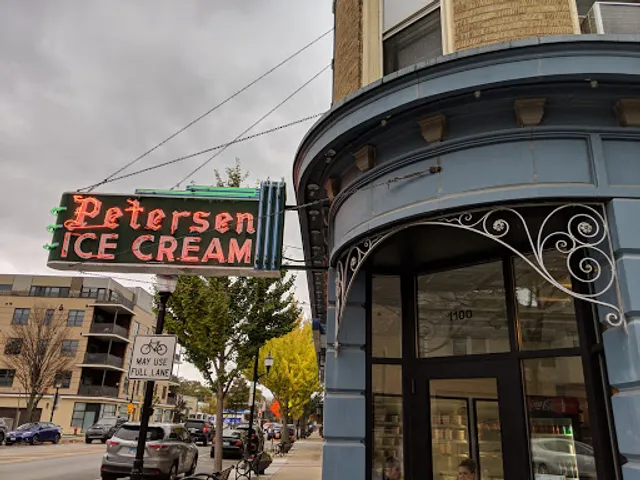 Petersen
ICE CREAM
1100
MAY USE
FULL LANE